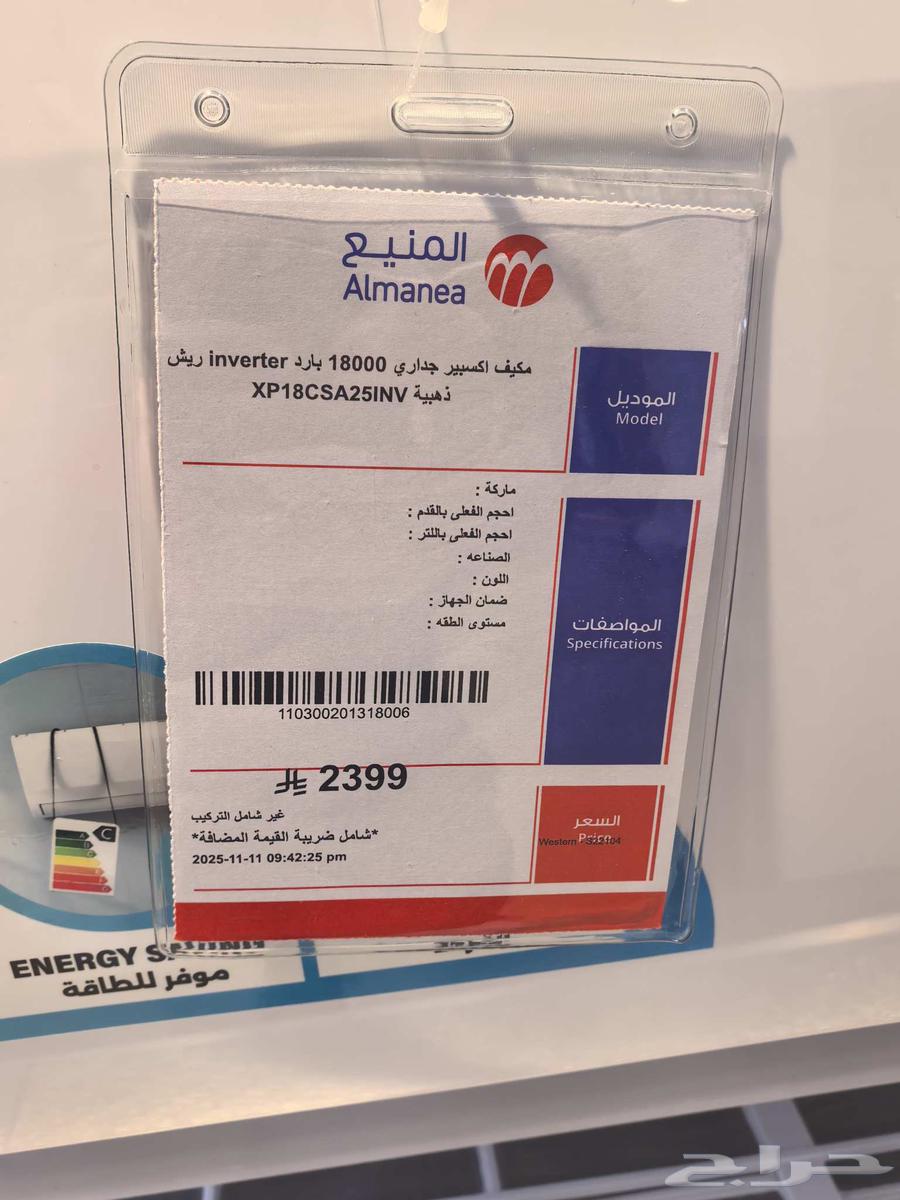 المنيع
Almanea
مكيف اكسبير جداري 18000 بارد inverter ريش
ذهبية XP18CSA25INV
الموديل
Model
ماركة :
احجم الفعلى بالقدم :
احجم الفعلى باللتر :
الصناعه :
اللون :
ضمان الجهاز :
مستوى الطقه :
المواصفات
Specifications
110300201318006
2399
غير شامل التركيب
*شامل ضريبة القيمة المضافة*
2025-11-11 09:42:25 pm
السعر
Price
Western - S22104
C
ENERGY
موفر للطاقة
حراج